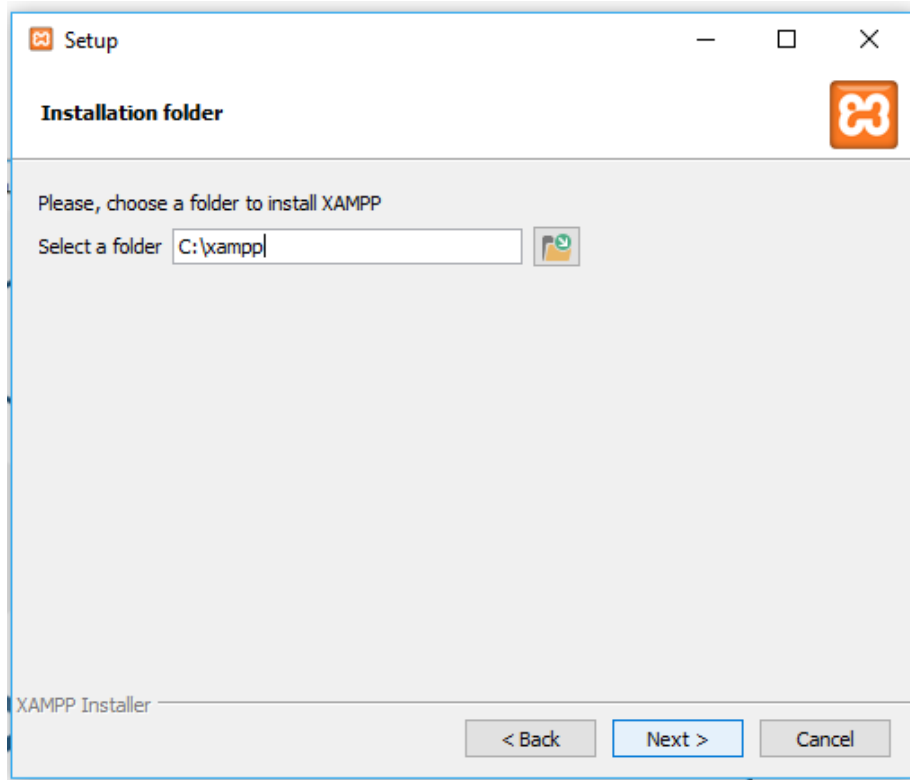 Setup
Installation folder
Please, choose a folder to install XAMPP
Select a folder C:\xampp
XAMPP Installer
< Back Next > Cancel